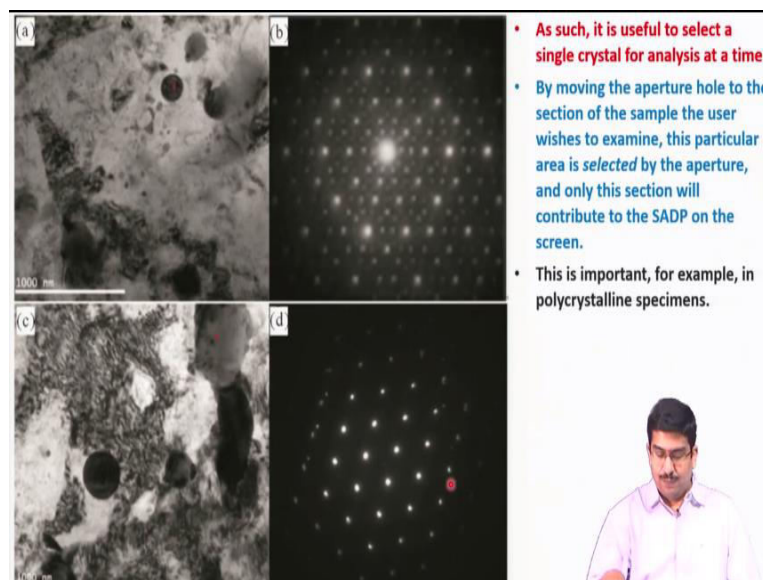 (a)
(b)
1000 nm
(c)
(d)
• As such, it is useful to select a
single crystal for analysis at a time
• By moving the aperture hole to the
section of the sample the user
wishes to examine, this particular
area is selected by the aperture,
and only this section will
contribute to the SADP on the
screen.
• This is important, for example, in
polycrystalline specimens.